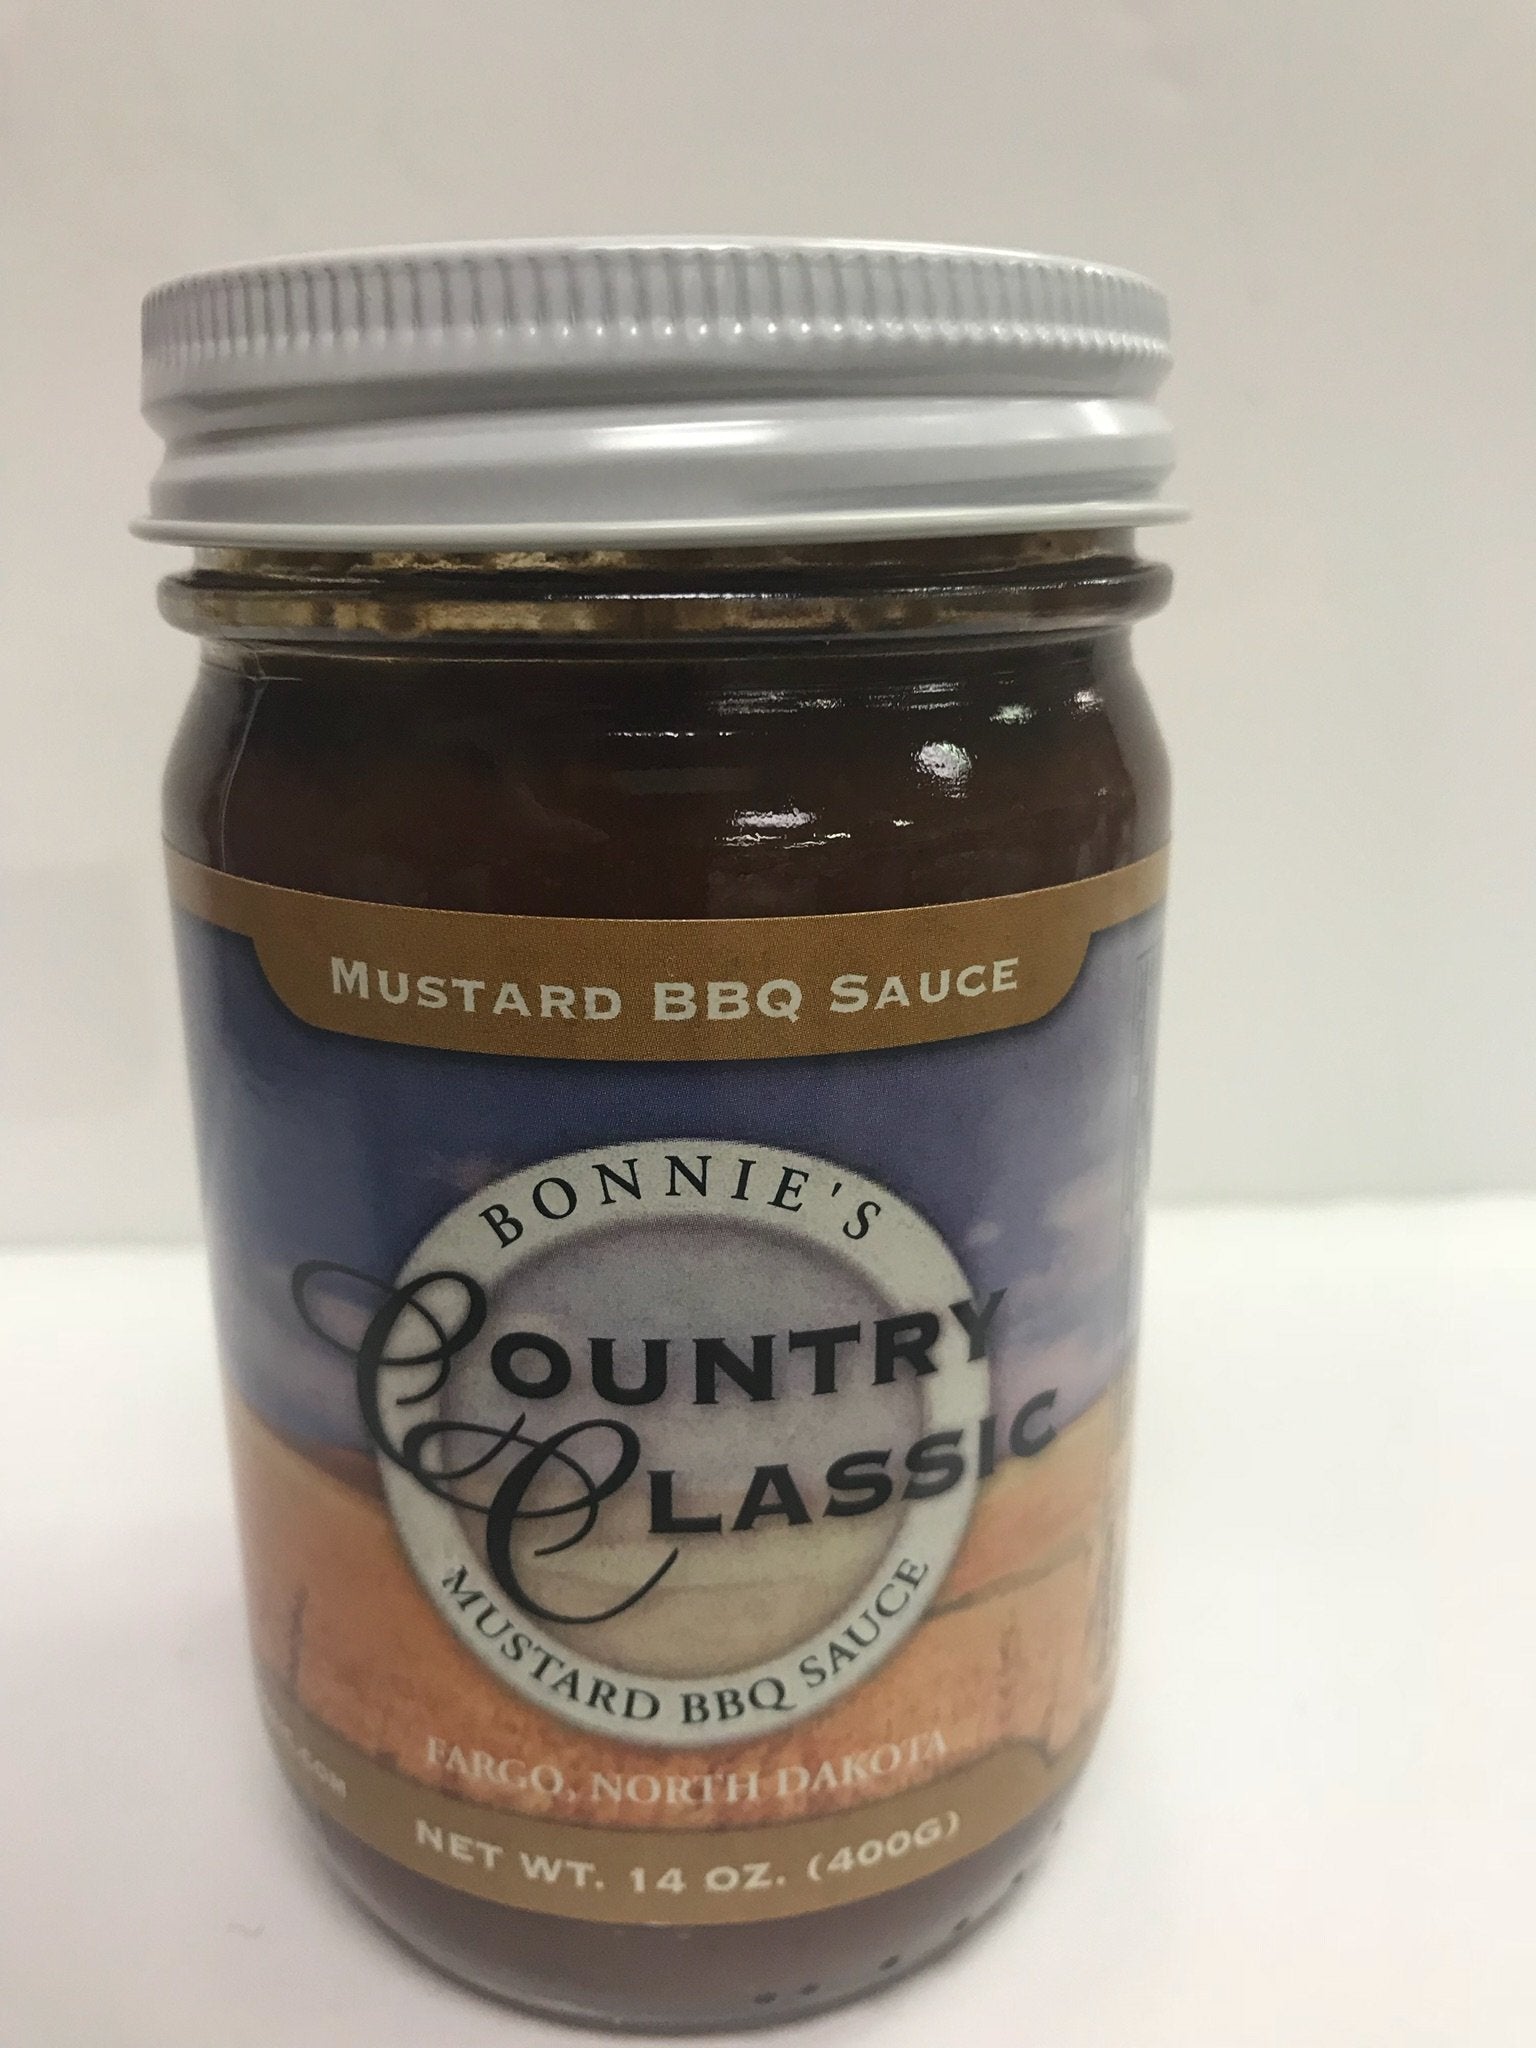 MUSTARD BBQ SAUCE
BONNIE'S
COUNTRY
CLASSIC
MUSTARD BBQ SAUCE
FARGO, NORTH DAKOTA
NET WT. 14 OZ. (400G)